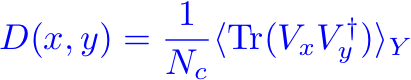 D(x, y) = \frac{1}{N_c} \langle \mathrm{Tr}(V_x V_y^\dagger) \rangle_Y